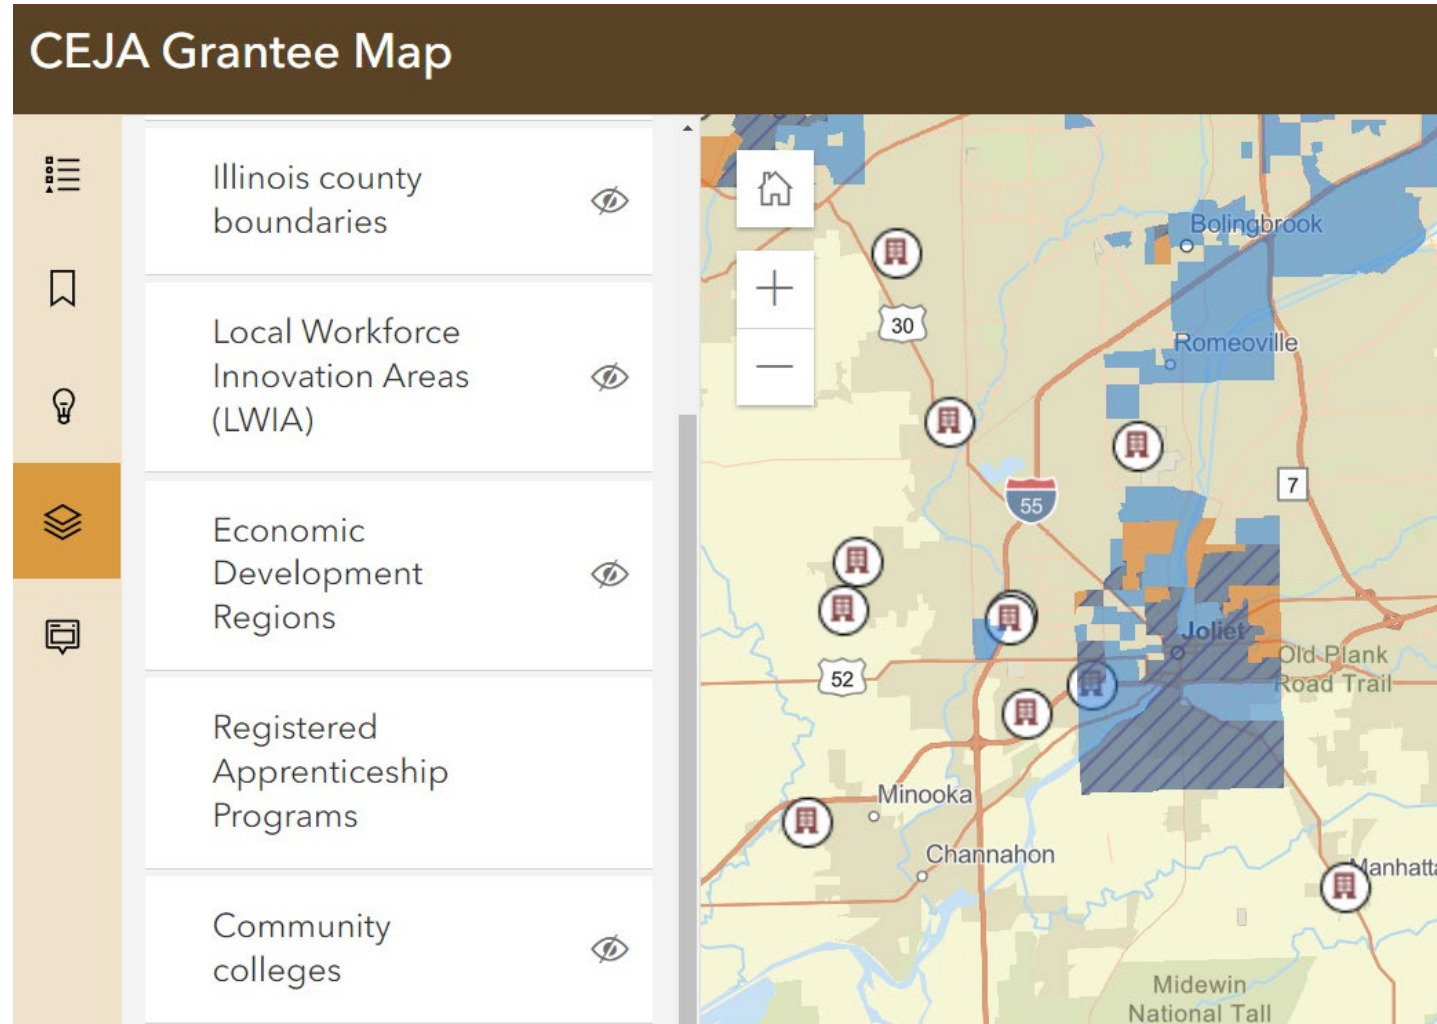 CEJA Grantee Map
Illinois county
boundaries
Local Workforce
Innovation Areas
(LWIA)
Economic
Development
Regions
Registered
Apprenticeship
Programs
Community
colleges
Bolingbrook
30
Romeoville
55
7
Joliet
Old Plank
Road Trail
52
Minooka
Channahon
Manhatta
Midewin
National Tall